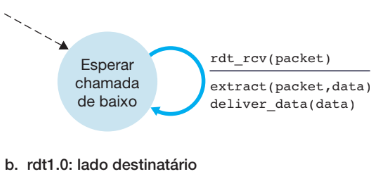 Esperar
chamada
de baixo
rdt_rcv(packet)
extract(packet,data)
deliver_data(data)
b. rdt1.0: lado destinatário